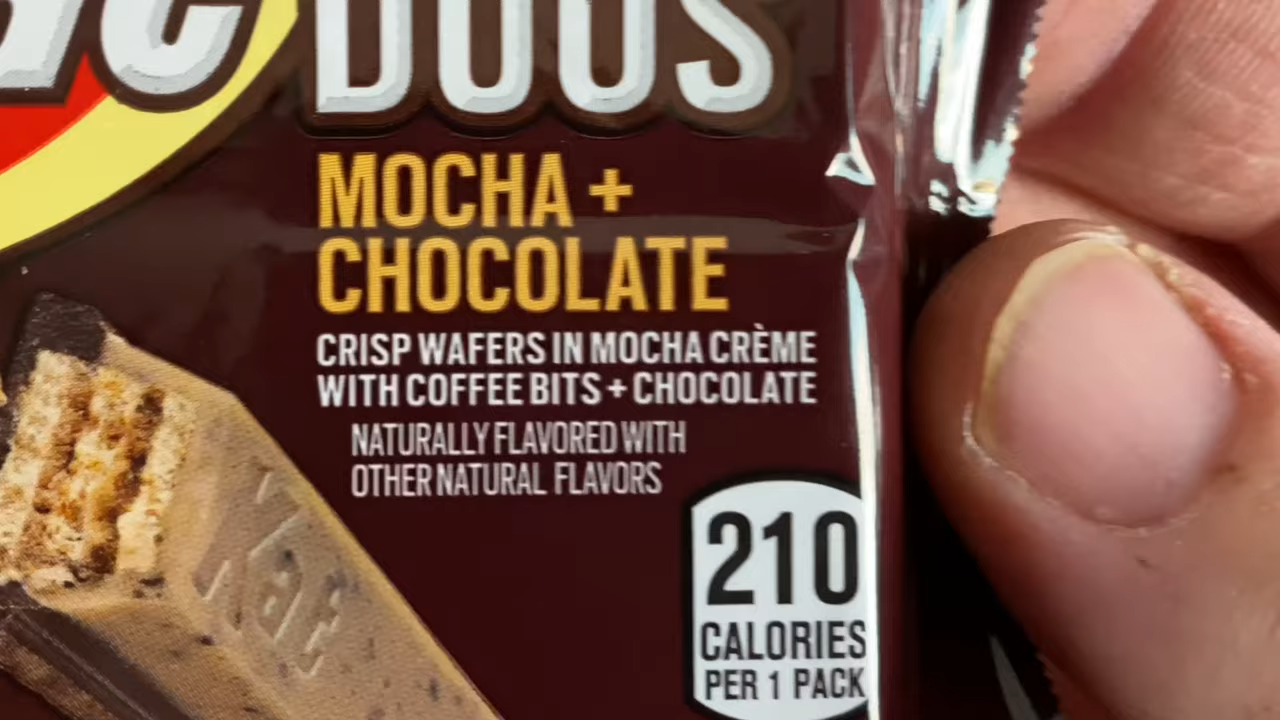 DUOS
MOCHA +
CHOCOLATE
CRISP WAFERS IN MOCHA CRÈME
WITH COFFEE BITS + CHOCOLATE
NATURALLY FLAVORED WITH
OTHER NATURAL FLAVORS
210
CALORIES
PER 1 PACK